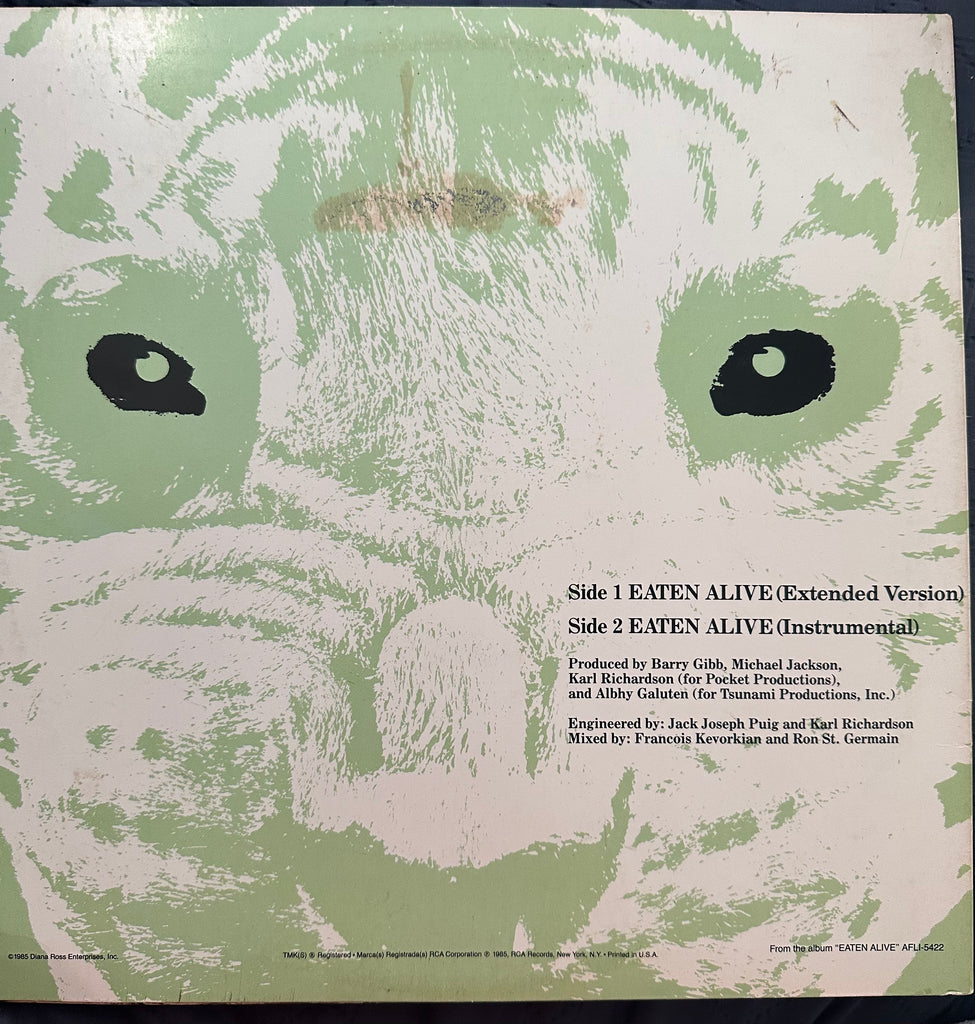 Side 1 EATEN ALIVE (Extended Version)
Side 2 EATEN ALIVE (Instrumental)
Produced by Barry Gibb, Michael Jackson,
Karl Richardson (for Pocket Productions),
and Albhy Galuten (for Tsunami Productions, Inc.)
Engineered by: Jack Joseph Puig and Karl Richardson
Mixed by: Francois Kevorkian and Ron St. Germain
From the album "EATEN ALIVE" AFLI-5422
©1985 Diana Ross Enterprises, Inc.
TMK(S) ® Registered • Marca(s) Registrada(s) RCA Corporation ℗ 1985, RCA Records, New York, N.Y. • Printed in U.S.A.